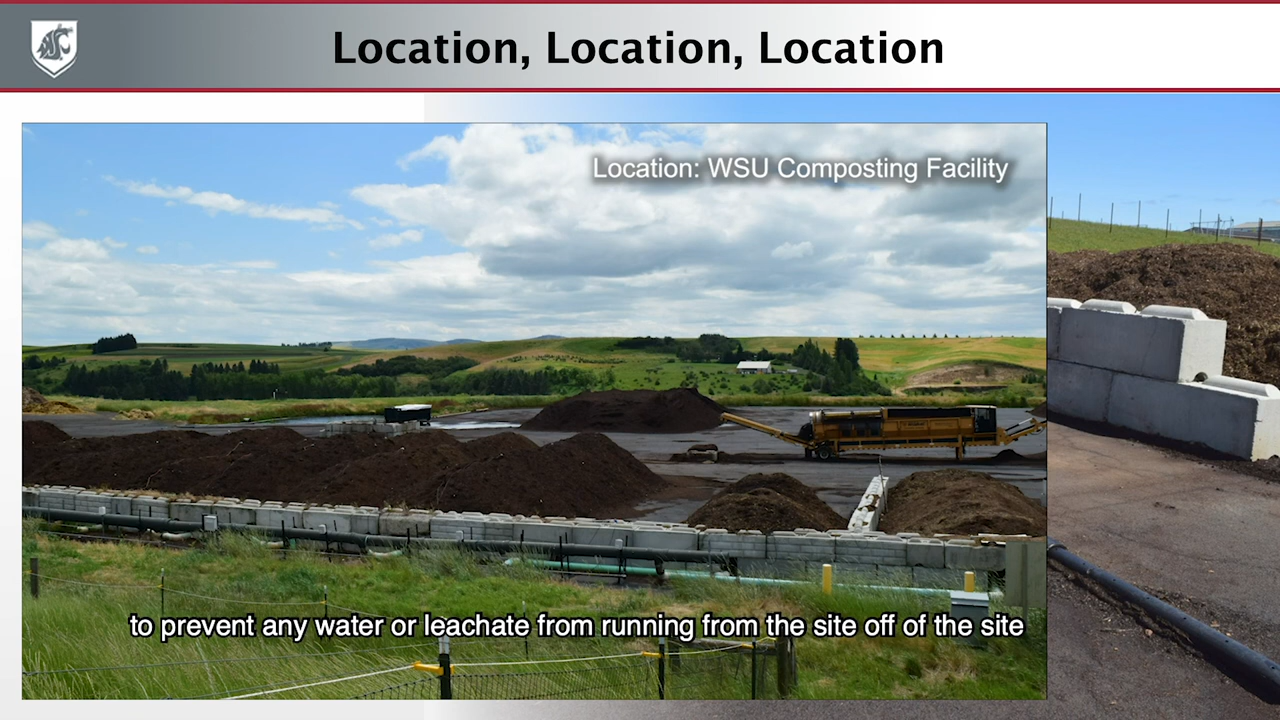 Location, Location, Location
Location: WSU Composting Facility
to prevent any water or leachate from running from the site off of the site